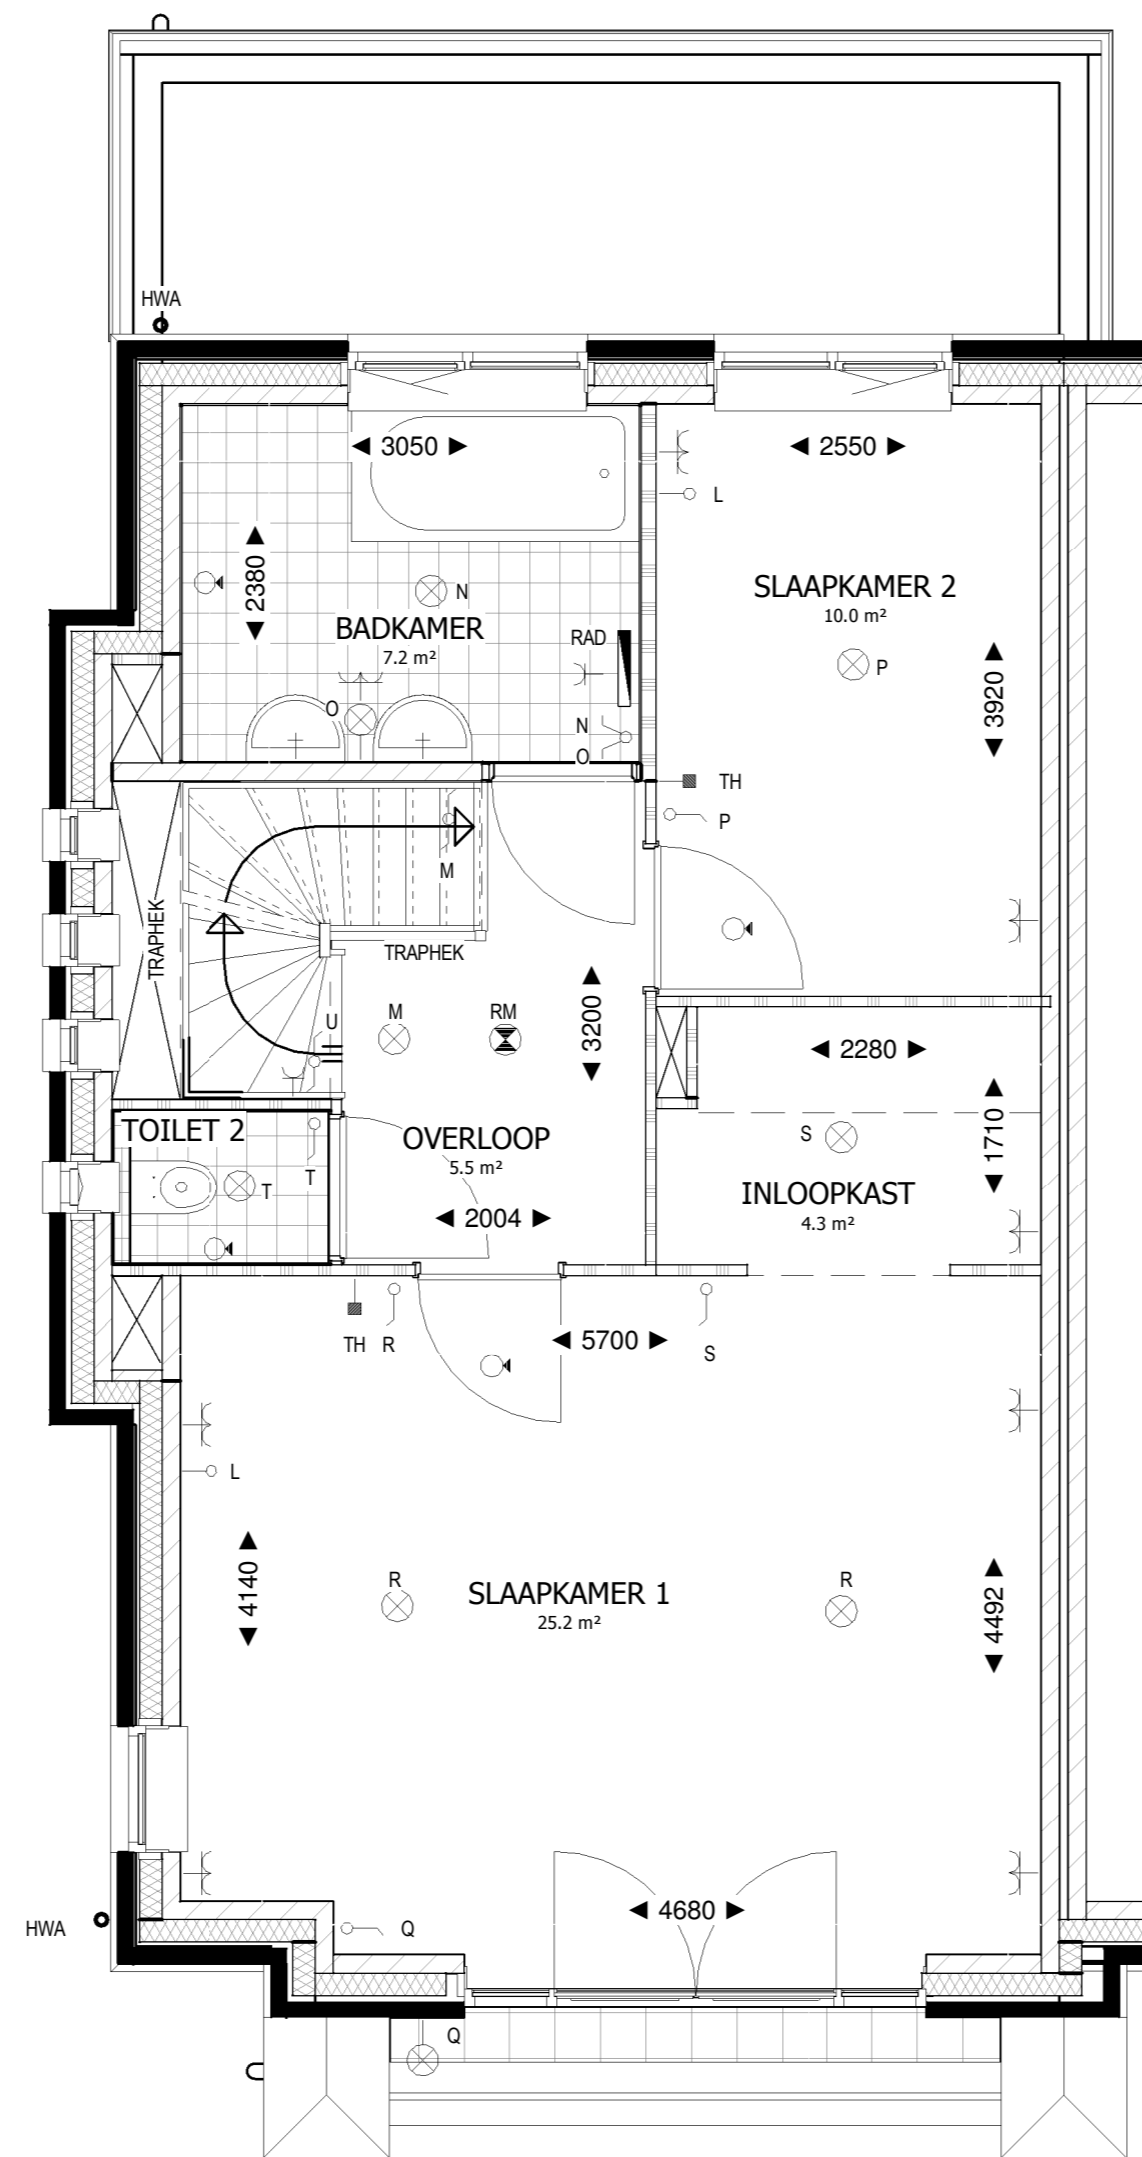 HWA
3050
2550
L
2380
SLAAPKAMER 2
10.0 m²
N
BADKAMER
7.2 m²
RAD
P
3920
O
N
O
TH
P
M
TRAPHEK
TRAPHEK
U
M
RM
3200
2280
1710
TOILET 2
OVERLOOP
5.5 m²
S
T
T
INLOOPKAST
4.3 m²
2004
TH
R
5700
S
L
4140
R
SLAAPKAMER 1
25.2 m²
R
4492
4680
HWA
Q
Q